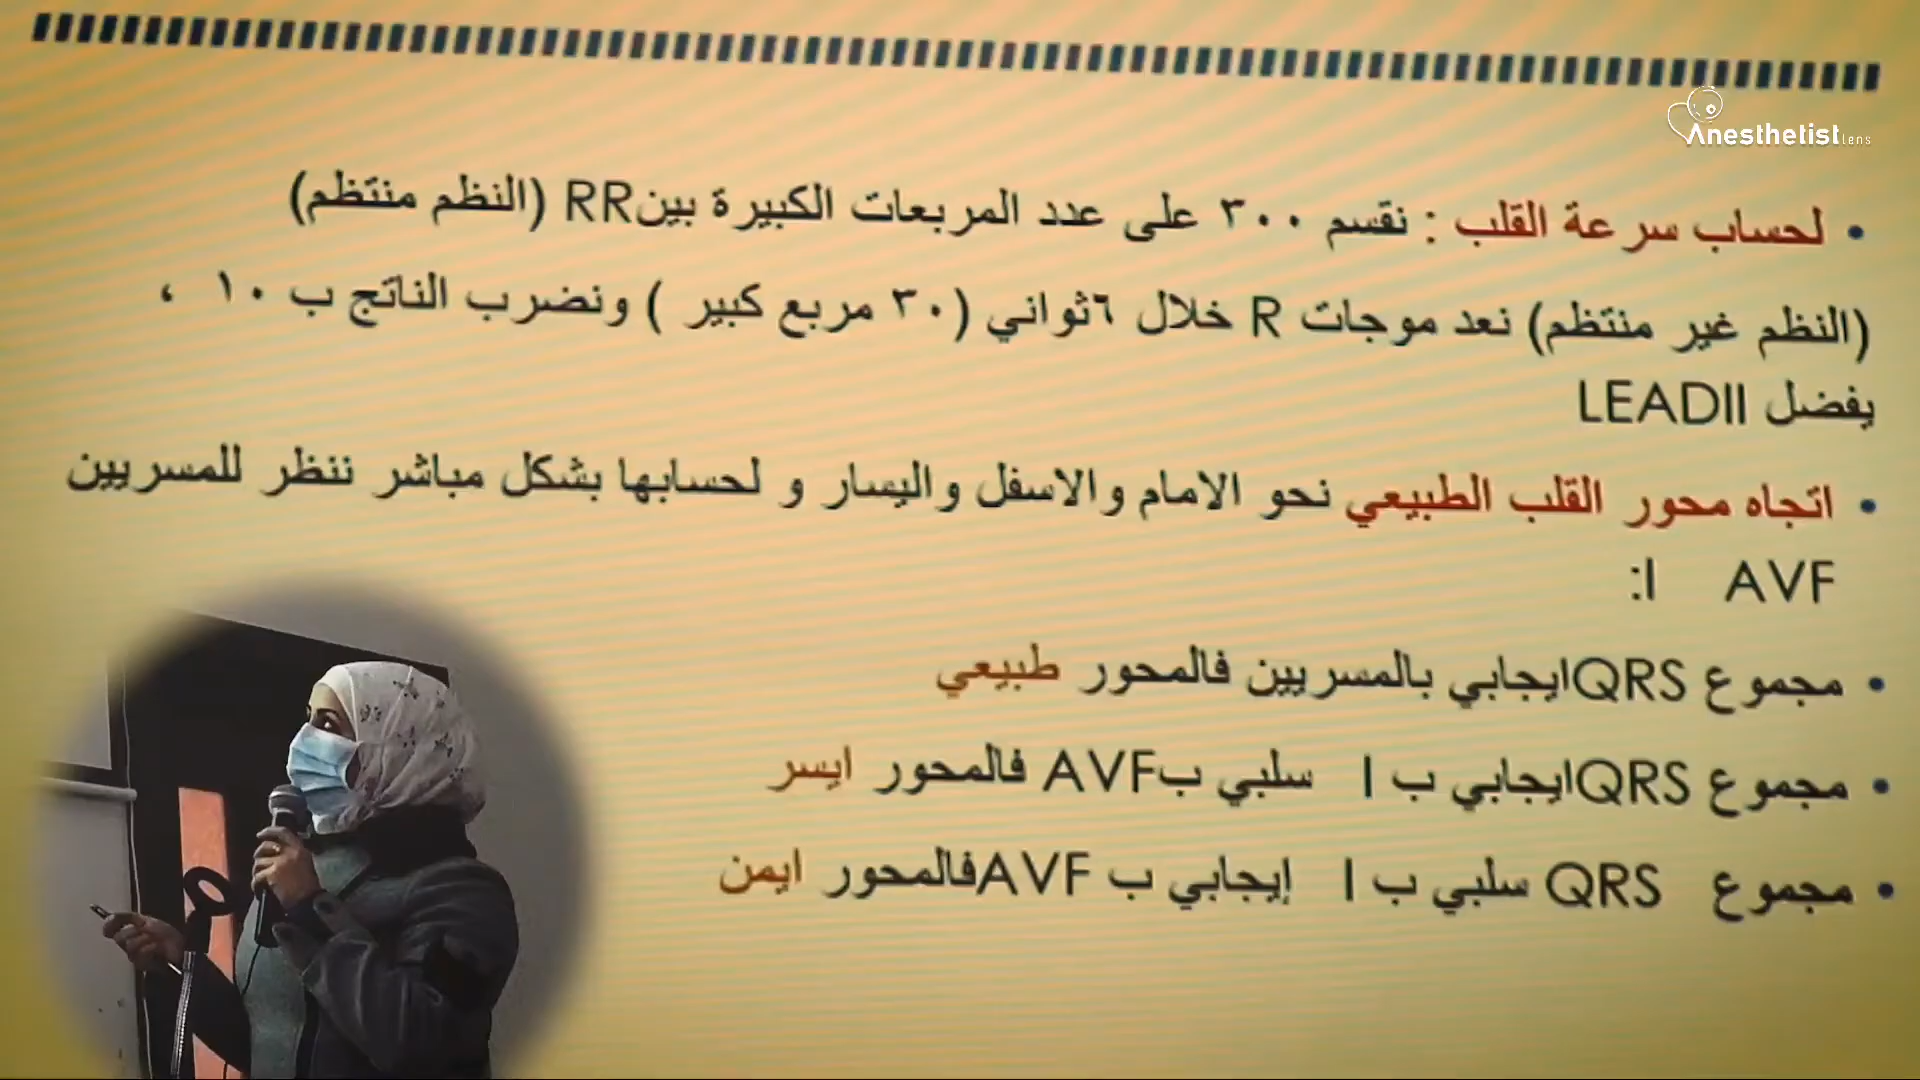 Anesthetist lens
• لحساب سرعة القلب : نقسم ٣٠٠ على عدد المربعات الكبيرة بينRR (النظم منتظم)
(النظم غير منتظم) نعد موجات R خلال ٦ثواني (٣٠ مربع كبير ) ونضرب الناتج ب ١٠ ،
يفضل LEADII
• اتجاه محور القلب الطبيعي نحو الامام والاسفل واليسار و لحسابها بشكل مباشر ننظر للمسريين
AVF I:
• مجموع QRSايجابي بالمسريين فالمحور طبيعي
• مجموع QRSايجابي ب I سلبي بAVF فالمحور ايسر
• مجموع QRS سلبي ب I إيجابي ب AVFفالمحور ايمن